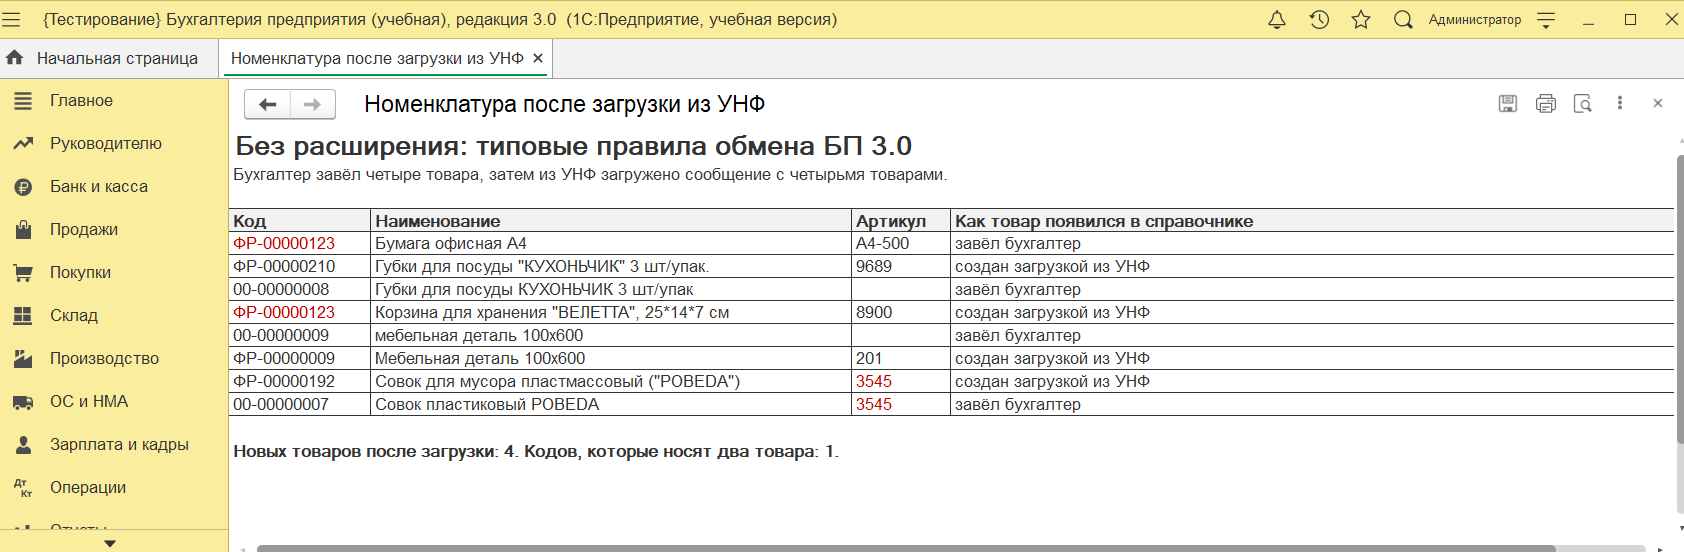 {Тестирование} Бухгалтерия предприятия (учебная), редакция 3.0 (1С:Предприятие, учебная версия)
Администратор
Начальная страница
Номенклатура после загрузки из УНФ
Главное
Руководителю
Банк и касса
Продажи
Покупки
Склад
Производство
ОС и НМА
Зарплата и кадры
Дт Кт Операции
Отчеты
Номенклатура после загрузки из УНФ
Без расширения: типовые правила обмена БП 3.0
Бухгалтер завёл четыре товара, затем из УНФ загружено сообщение с четырьмя товарами.
Код Наименование Артикул Как товар появился в справочнике
ФР-00000123 Бумага офисная А4 А4-500 завёл бухгалтер
ФР-00000210 Губки для посуды "КУХОНЬЧИК" 3 шт/упак. 9689 создан загрузкой из УНФ
00-00000008 Губки для посуды КУХОНЬЧИК 3 шт/упак завёл бухгалтер
ФР-00000123 Корзина для хранения "ВЕЛЕТТА", 25*14*7 см 8900 создан загрузкой из УНФ
00-00000009 мебельная деталь 100х600 завёл бухгалтер
ФР-00000009 Мебельная деталь 100х600 201 создан загрузкой из УНФ
ФР-00000192 Совок для мусора пластмассовый ("POBEDA") 3545 создан загрузкой из УНФ
00-00000007 Совок пластиковый POBEDA 3545 завёл бухгалтер
Новых товаров после загрузки: 4. Кодов, которые носят два товара: 1.